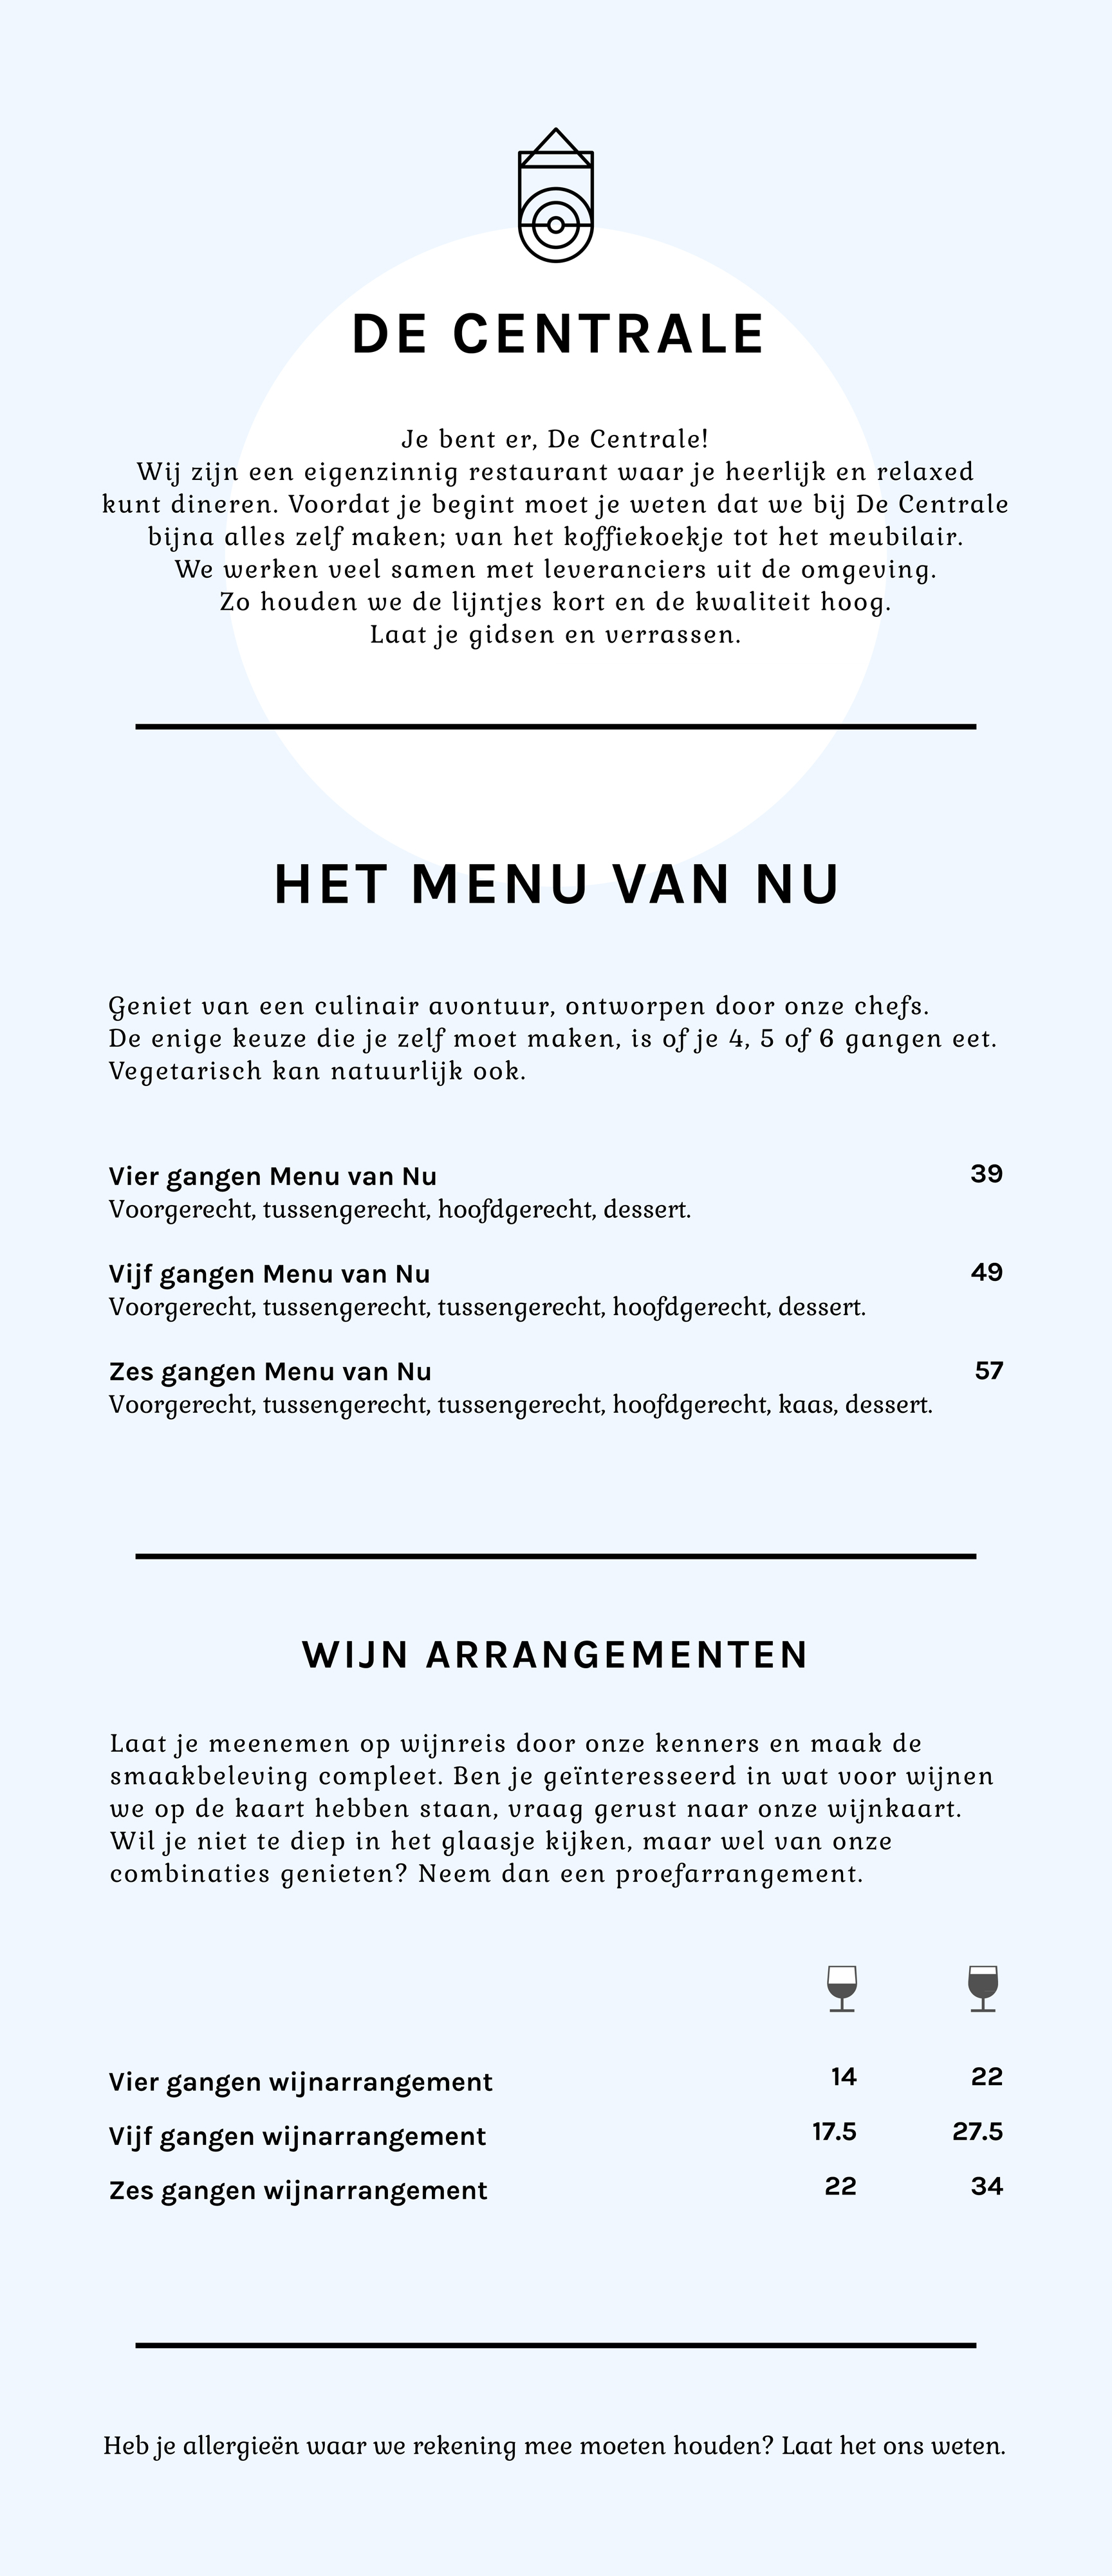 DE CENTRALE
Je bent er, De Centrale!
Wij zijn een eigenzinnig restaurant waar je heerlijk en relaxed
kunt dineren. Voordat je begint moet je weten dat we bij De Centrale
bijna alles zelf maken; van het koffiekoekje tot het meubilair.
We werken veel samen met leveranciers uit de omgeving.
Zo houden we de lijntjes kort en de kwaliteit hoog.
Laat je gidsen en verrassen.
HET MENU VAN NU
Geniet van een culinair avontuur, ontworpen door onze chefs.
De enige keuze die je zelf moet maken, is of je 4, 5 of 6 gangen eet.
Vegetarisch kan natuurlijk ook.
Vier gangen Menu van Nu 39
Voorgerecht, tussengerecht, hoofdgerecht, dessert.
Vijf gangen Menu van Nu 49
Voorgerecht, tussengerecht, tussengerecht, hoofdgerecht, dessert.
Zes gangen Menu van Nu 57
Voorgerecht, tussengerecht, tussengerecht, hoofdgerecht, kaas, dessert.
WIJN ARRANGEMENTEN
Laat je meenemen op wijnreis door onze kenners en maak de
smaakbeleving compleet. Ben je geïnteresseerd in wat voor wijnen
we op de kaart hebben staan, vraag gerust naar onze wijnkaart.
Wil je niet te diep in het glaasje kijken, maar wel van onze
combinaties genieten? Neem dan een proefarrangement.
Vier gangen wijnarrangement 14 22
Vijf gangen wijnarrangement 17.5 27.5
Zes gangen wijnarrangement 22 34
Heb je allergieën waar we rekening mee moeten houden? Laat het ons weten.